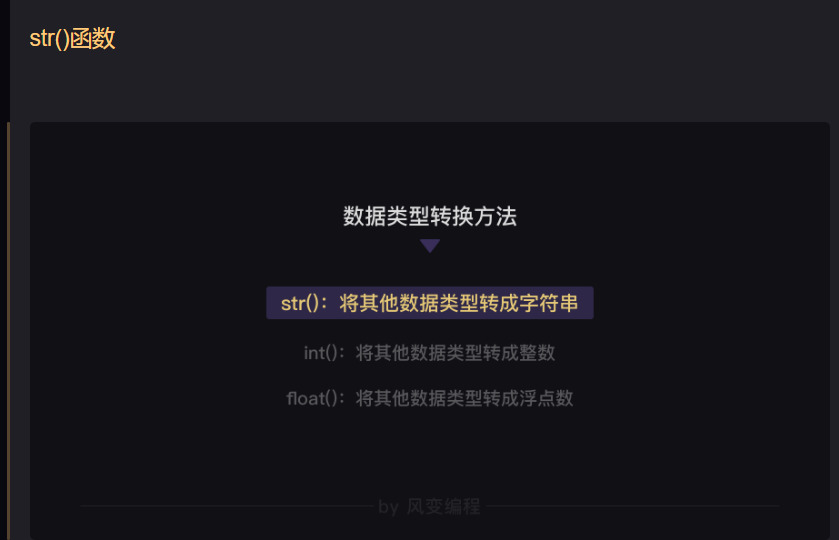 str()函数
数据类型转换方法
str()：将其他数据类型转成字符串
int()：将其他数据类型转成整数
float()：将其他数据类型转成浮点数
by 风变编程